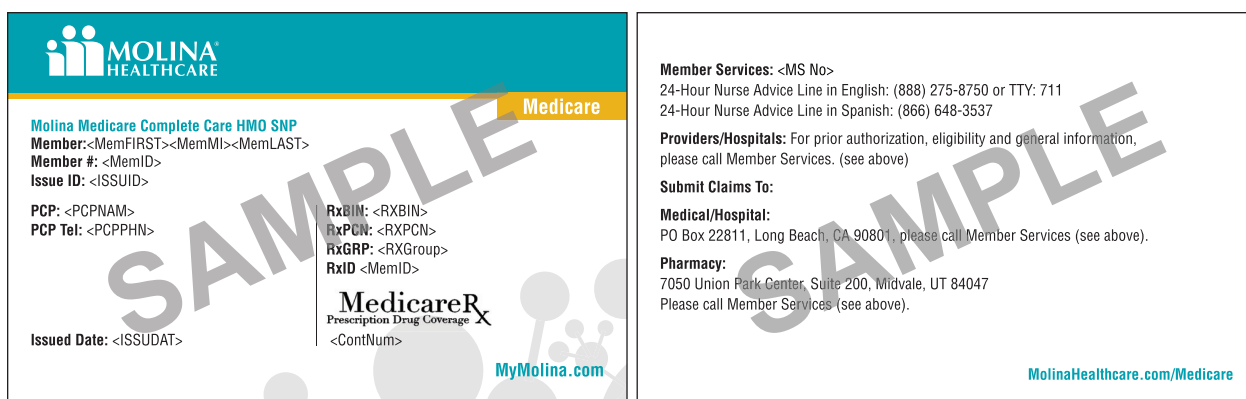 MOLINA®
HEALTHCARE
Medicare
Molina Medicare Complete Care HMO SNP
Member:<MemFIRST><MemMI><MemLAST>
Member #: <MemID>
Issue ID: <ISSUID>
PCP: <PCPNAM>
PCP Tel: <PCPPHN>
RxBIN: <RXBIN>
RxPCN: <RXPCN>
RxGRP: <RXGroup>
RxID <MemID>
MedicareRx
Prescription Drug Coverage
Issued Date: <ISSUDAT>
<ContNum>
MyMolina.com
SAMPLE
Member Services: <MS No>
24-Hour Nurse Advice Line in English: (888) 275-8750 or TTY: 711
24-Hour Nurse Advice Line in Spanish: (866) 648-3537
Providers/Hospitals: For prior authorization, eligibility and general information,
please call Member Services. (see above)
Submit Claims To:
Medical/Hospital:
PO Box 22811, Long Beach, CA 90801, please call Member Services (see above).
Pharmacy:
7050 Union Park Center, Suite 200, Midvale, UT 84047
Please call Member Services (see above).
MolinaHealthcare.com/Medicare
SAMPLE